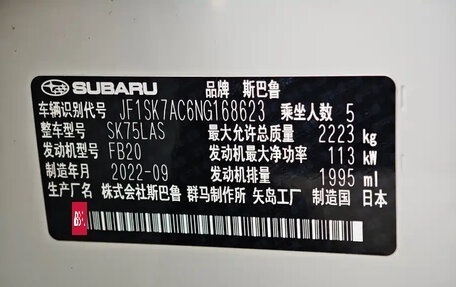 SUBARU 品牌 斯巴鲁
车辆识别代号 JF1SK7AC6NG168623 乘坐人数 5
整车型号 SK75LAS 最大允许总质量 2223 kg
发动机型号 FB20 发动机最大净功率 113 kW
制造年月 2022-09 发动机排量 1995 ml
株式会社斯巴鲁 群马制作所 矢岛工厂 制造国 日本